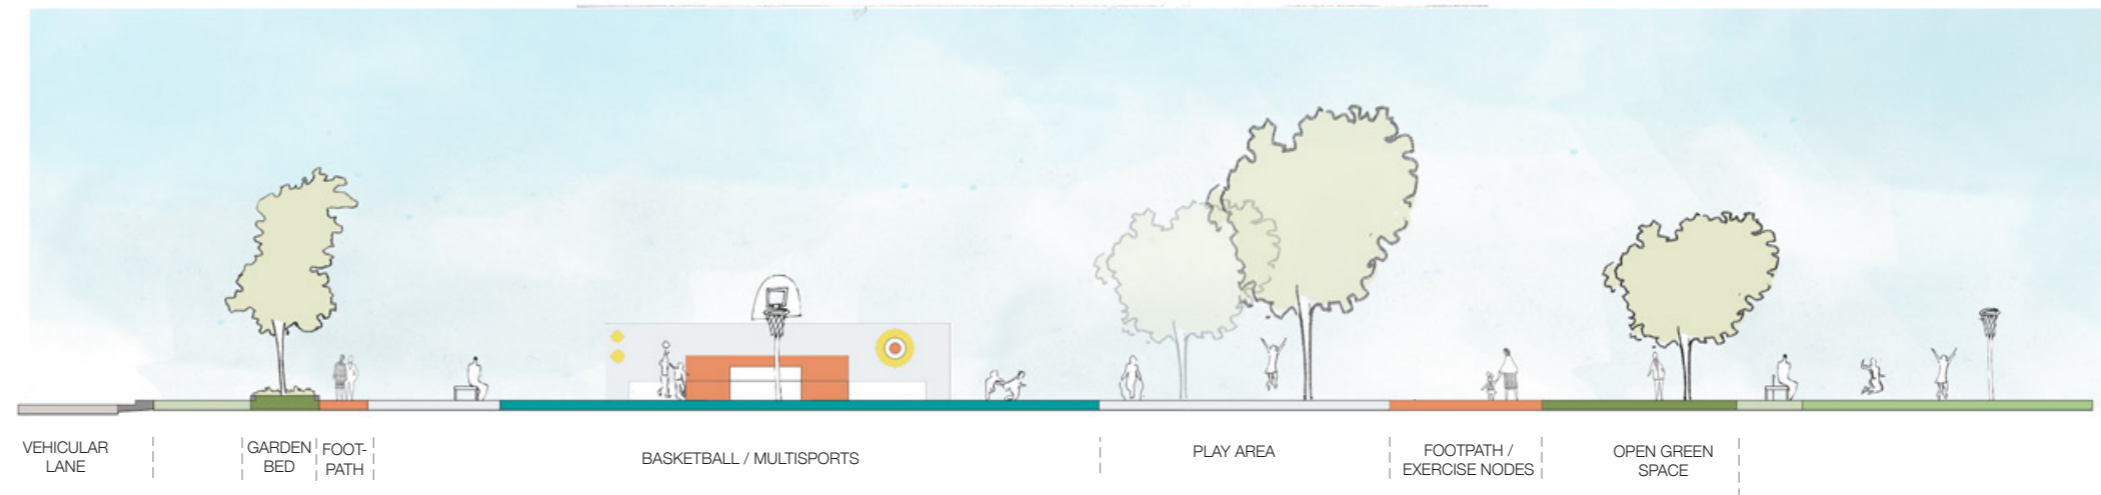 VEHICULAR
LANE
GARDEN
BED
FOOT-
PATH
BASKETBALL / MULTISPORTS
PLAY AREA
FOOTPATH /
EXERCISE NODES
OPEN GREEN
SPACE